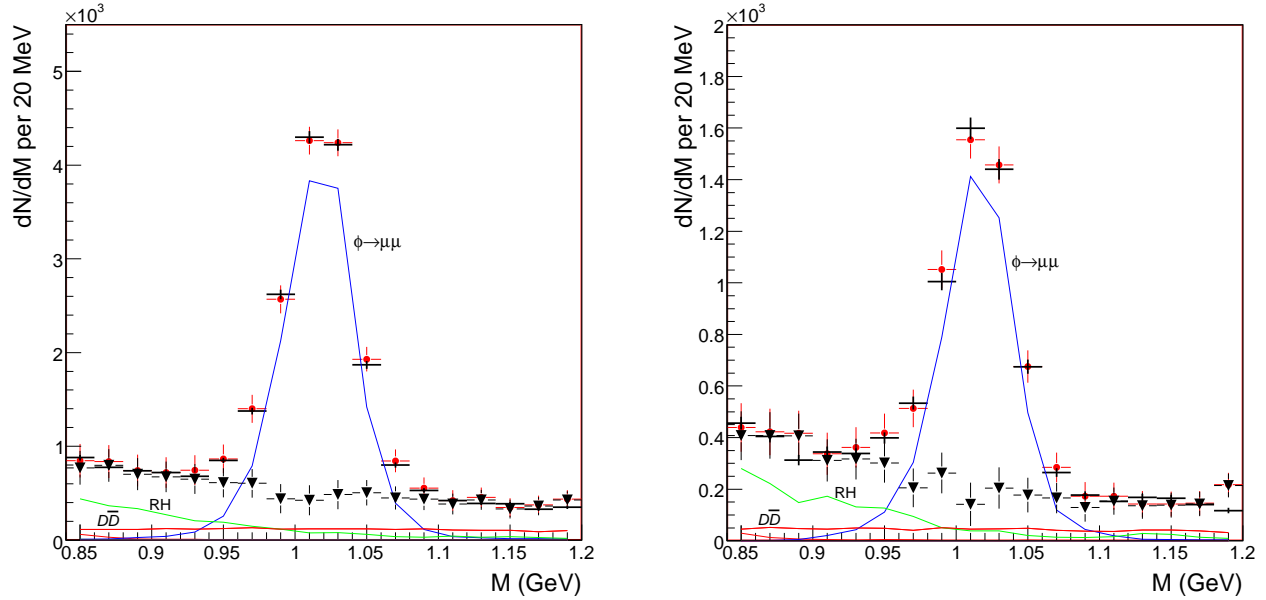 ×10³
dN/dM per 20 MeV
5
4
3
2
1
0
φ→μμ
RH
DD̅
0.85 0.9 0.95 1 1.05 1.1 1.15 1.2
M (GeV)
×10³
dN/dM per 20 MeV
2
1.8
1.6
1.4
1.2
1
0.8
0.6
0.4
0.2
0
φ→μμ
RH
DD̅
0.85 0.9 0.95 1 1.05 1.1 1.15 1.2
M (GeV)